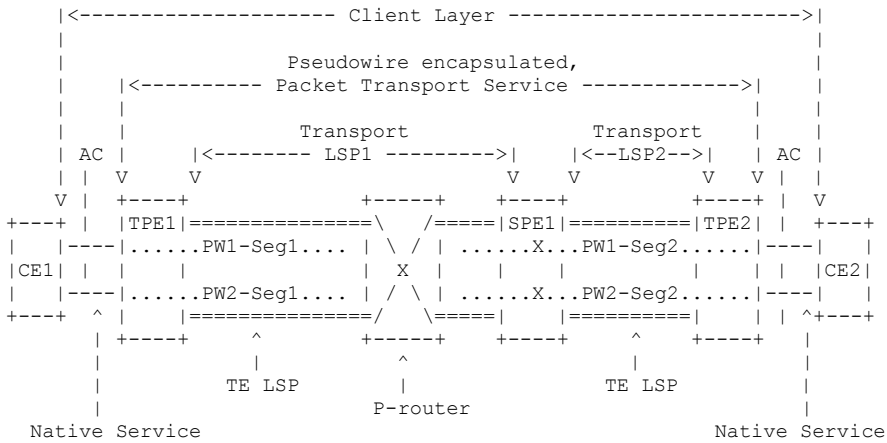 |<-------------------- Client Layer ------------------------>|
Pseudowire encapsulated,
|<---------- Packet Transport Service ------------->|
Transport Transport
| AC | |<-------- LSP1 --------->| |<--LSP2-->| | AC |
| | V V V V V V | |
V | +----+ +-----+ +----+ +----+ | V
+---+ | |TPE1|===============\ /=====|SPE1|==========|TPE2| | +---+
| |----|......PW1-Seg1.... | \ / | ......X...PW1-Seg2......|----| |
|CE1| | | | | X | | | | | | |CE2|
| |----|......PW2-Seg1.... | / \ | ......X...PW2-Seg2......|----| |
+---+ ^ | |===============/ \=====| |==========| | | ^+---+
| +----+ ^ +-----+ +----+ ^ +----+ |
| | ^ | |
| TE LSP | TE LSP |
| P-router |
Native Service Native Service